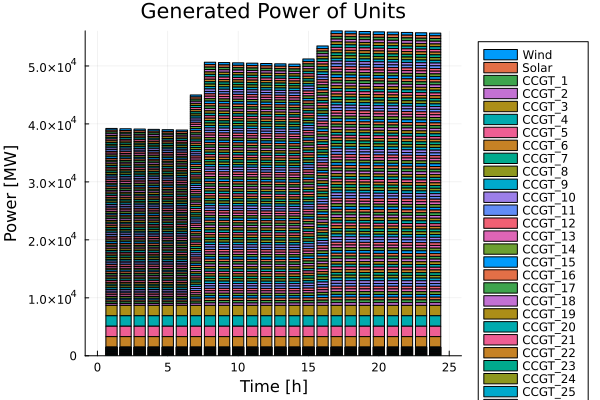 Generated Power of Units
Power [MW]
5.0×10⁴
4.0×10⁴
3.0×10⁴
2.0×10⁴
1.0×10⁴
0
0 5 10 15 20 25
Time [h]
Wind
Solar
CCGT_1
CCGT_2
CCGT_3
CCGT_4
CCGT_5
CCGT_6
CCGT_7
CCGT_8
CCGT_9
CCGT_10
CCGT_11
CCGT_12
CCGT_13
CCGT_14
CCGT_15
CCGT_16
CCGT_17
CCGT_18
CCGT_19
CCGT_20
CCGT_21
CCGT_22
CCGT_23
CCGT_24
CCGT_25